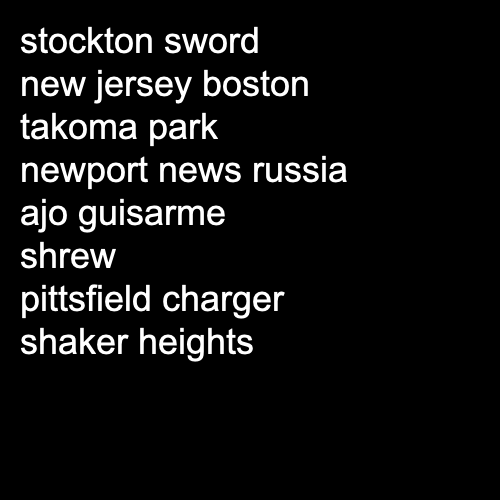 stockton sword
new jersey boston
takoma park
newport news russia
ajo guisarme
shrew
pittsfield charger
shaker heights